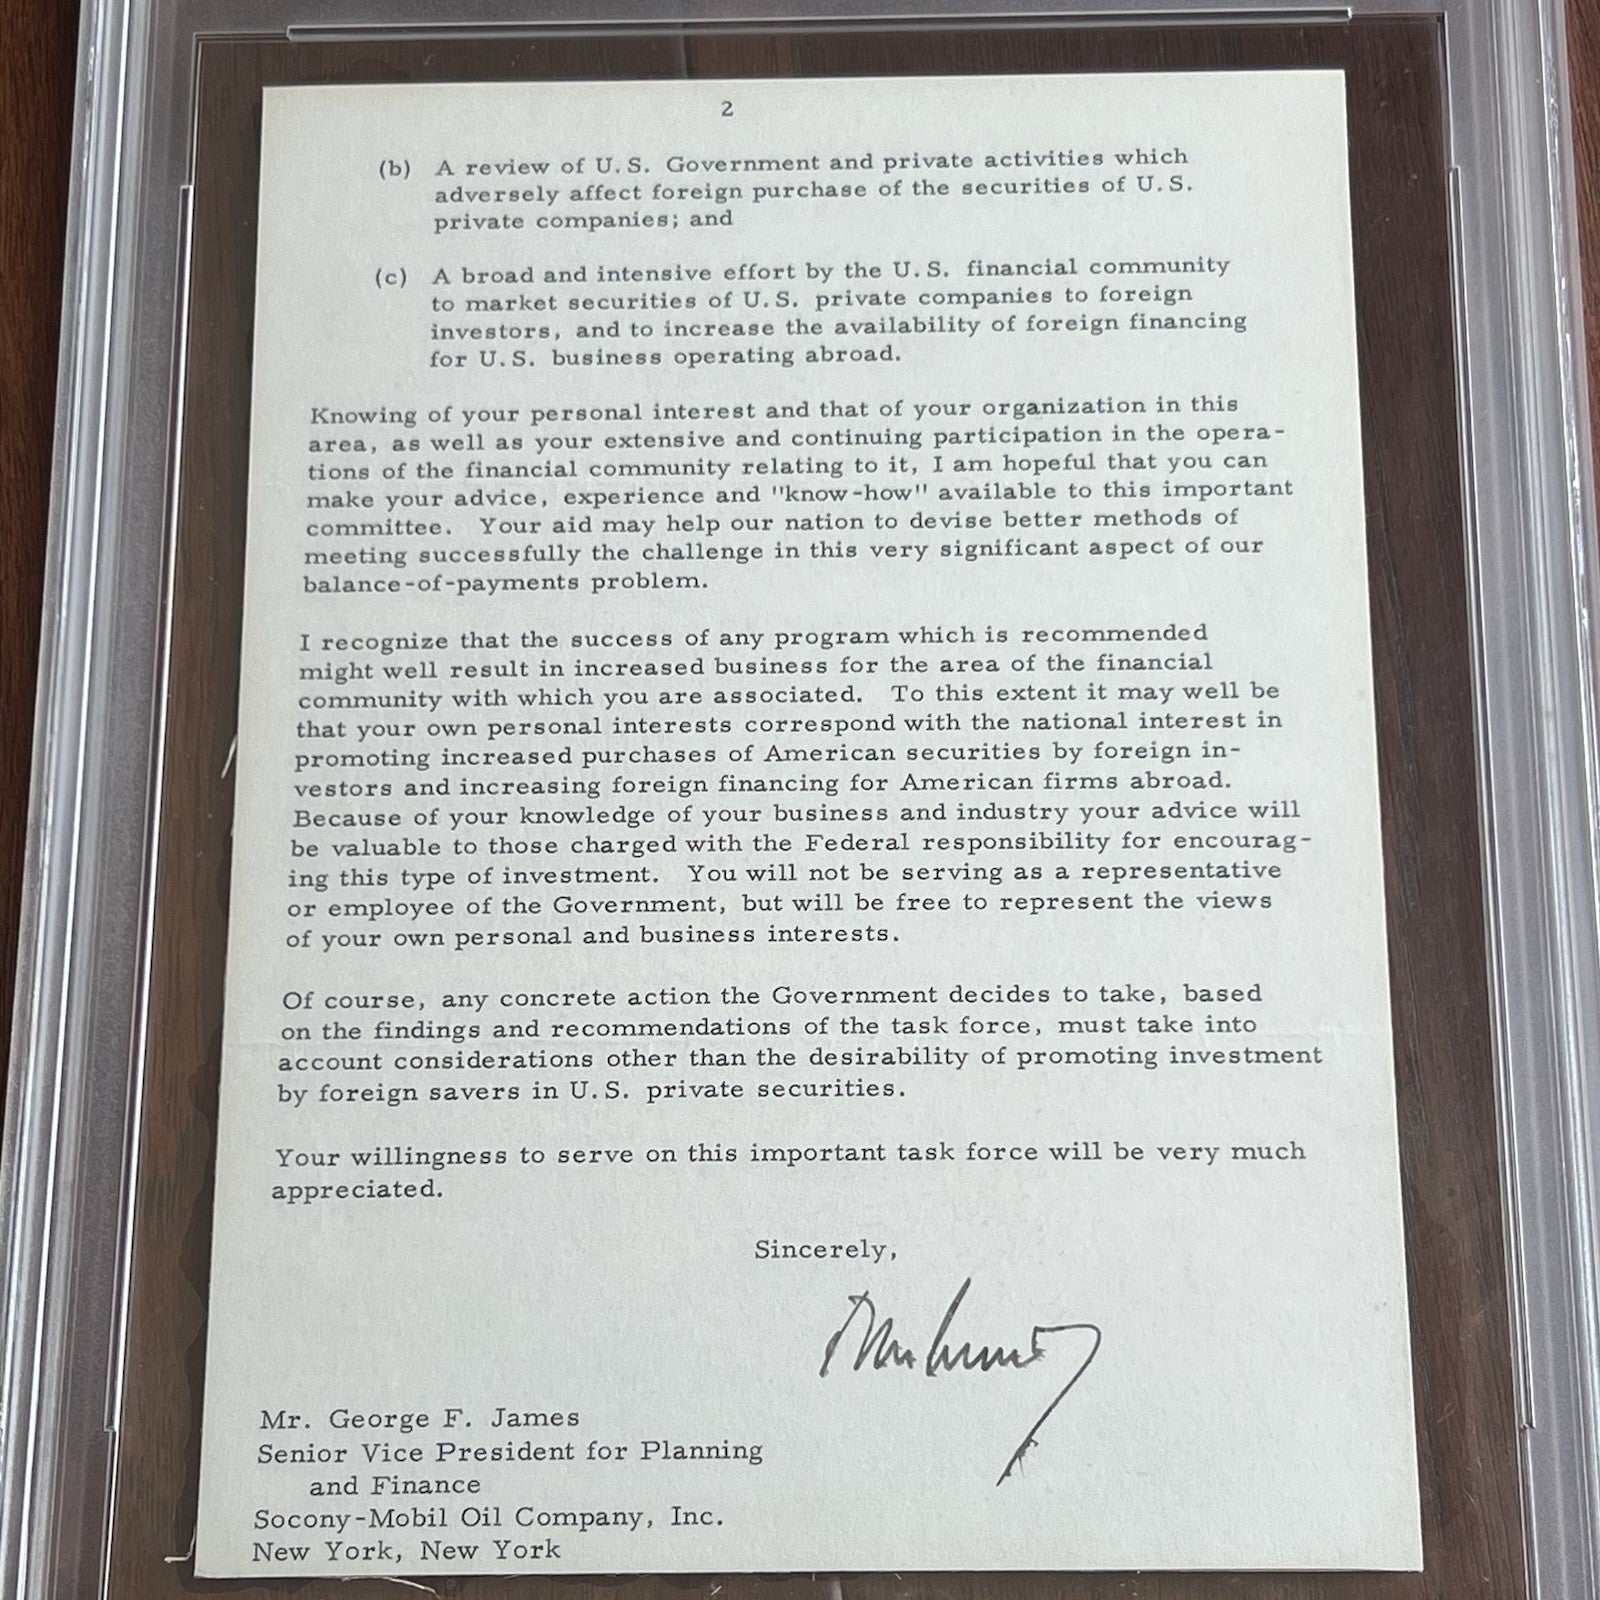 2
(b) A review of U.S. Government and private activities which
adversely affect foreign purchase of the securities of U.S.
private companies; and
(c) A broad and intensive effort by the U.S. financial community
to market securities of U.S. private companies to foreign
investors, and to increase the availability of foreign financing
for U.S. business operating abroad.
Knowing of your personal interest and that of your organization in this
area, as well as your extensive and continuing participation in the opera-
tions of the financial community relating to it, I am hopeful that you can
make your advice, experience and "know-how" available to this important
committee. Your aid may help our nation to devise better methods of
meeting successfully the challenge in this very significant aspect of our
balance-of-payments problem.
I recognize that the success of any program which is recommended
might well result in increased business for the area of the financial
community with which you are associated. To this extent it may well be
that your own personal interests correspond with the national interest in
promoting increased purchases of American securities by foreign in-
vestors and increasing foreign financing for American firms abroad.
Because of your knowledge of your business and industry your advice will
be valuable to those charged with the Federal responsibility for encourag-
ing this type of investment. You will not be serving as a representative
or employee of the Government, but will be free to represent the views
of your own personal and business interests.
Of course, any concrete action the Government decides to take, based
on the findings and recommendations of the task force, must take into
account considerations other than the desirability of promoting investment
by foreign savers in U.S. private securities.
Your willingness to serve on this important task force will be very much
appreciated.
Sincerely,
Mr. George F. James
Senior Vice President for Planning
and Finance
Socony-Mobil Oil Company, Inc.
New York, New York